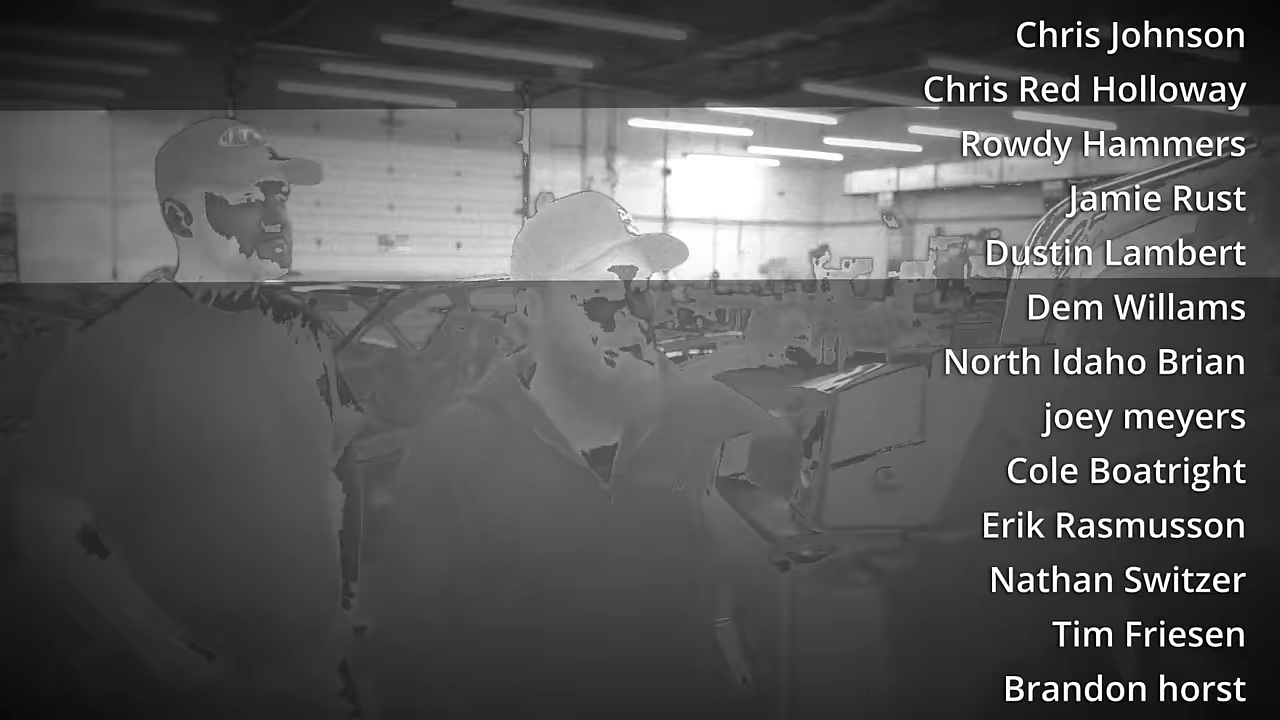 Chris Johnson
Chris Red Holloway
Rowdy Hammers
Jamie Rust
Dustin Lambert
Dem Willams
North Idaho Brian
joey meyers
Cole Boatright
Erik Rasmusson
Nathan Switzer
Tim Friesen
Brandon horst